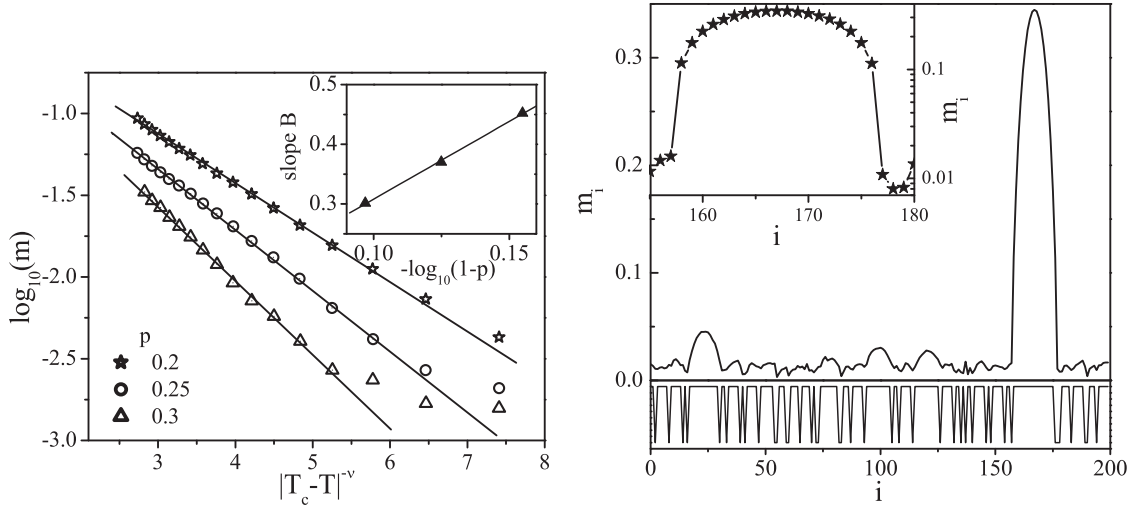 -1.0
-1.5
-2.0
-2.5
-3.0
log₁₀(m)
3 4 5 6 7 8
|T꜀-T|⁻ᵛ
p
0.2
0.25
0.3
0.5
0.4
0.3
slope B
0.10 0.15
-log₁₀(1-p)
0.3
0.2
0.1
0.0
mᵢ
160 170 180
i
0.1
0.01
mᵢ
0 50 100 150 200
i